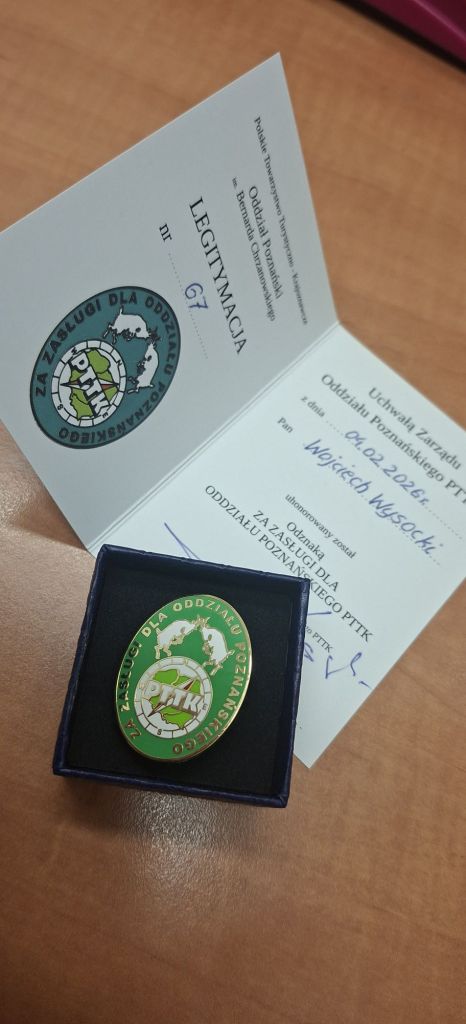 Polskie Towarzystwo Turystyczno - Krajoznawcze
Oddział Poznański
im. Bernarda Chrzanowskiego
LEGITYMACJA
nr 67
ZA ZASŁUGI DLA ODDZIAŁU POZNAŃSKIEGO
PTTK
Uchwałą Zarządu
Oddziału Poznańskiego PTTK
z dnia 09.02.2026r.
Pan Wojciech Wysocki
uhonorowany został
Odznaką
ZA ZASŁUGI DLA
ODDZIAŁU POZNAŃSKIEGO PTTK
PTTK
ZA ZASŁUGI DLA ODDZIAŁU POZNAŃSKIEGO
PTTK
N
E
S